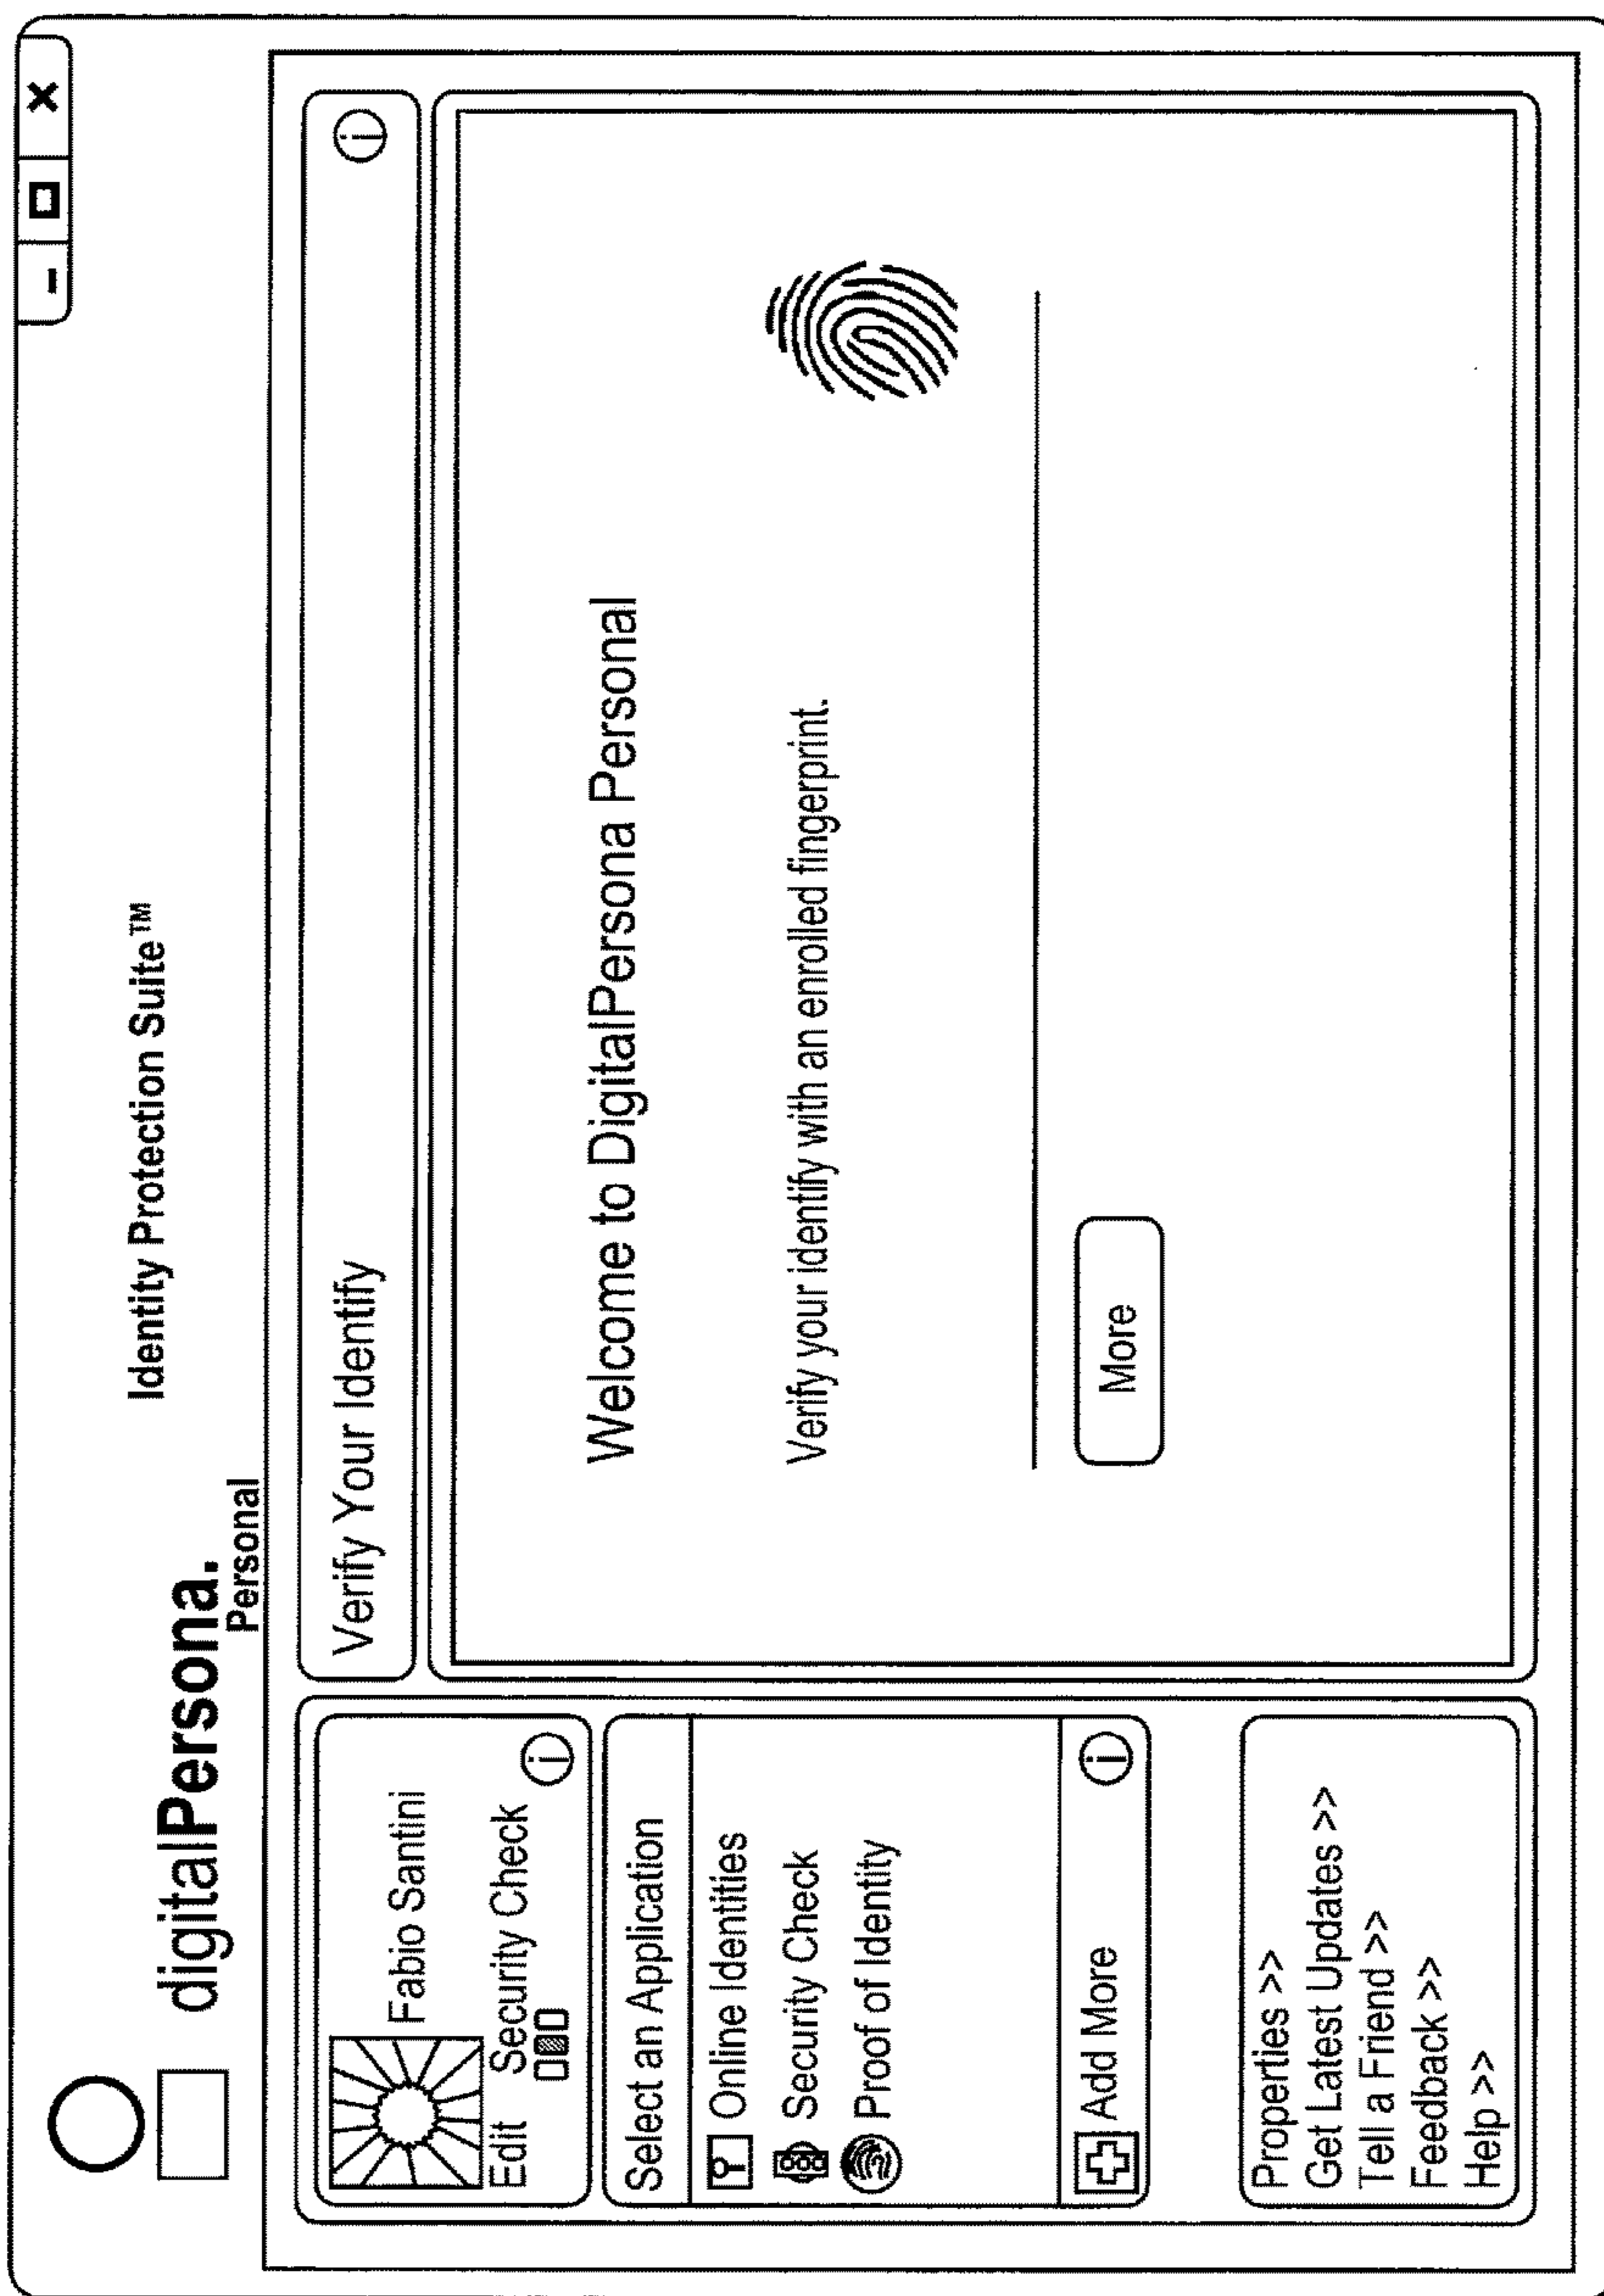 digitalPersona.
Personal
Identity Protection Suite™
Fabio Santini
Edit Security Check
Select an Application
Online Identities
Security Check
Proof of Identity
Add More
Properties >>
Get Latest Updates >>
Tell a Friend >>
Feedback >>
Help >>
Verify Your Identify
Welcome to DigitalPersona Personal
Verify your identify with an enrolled fingerprint.
More